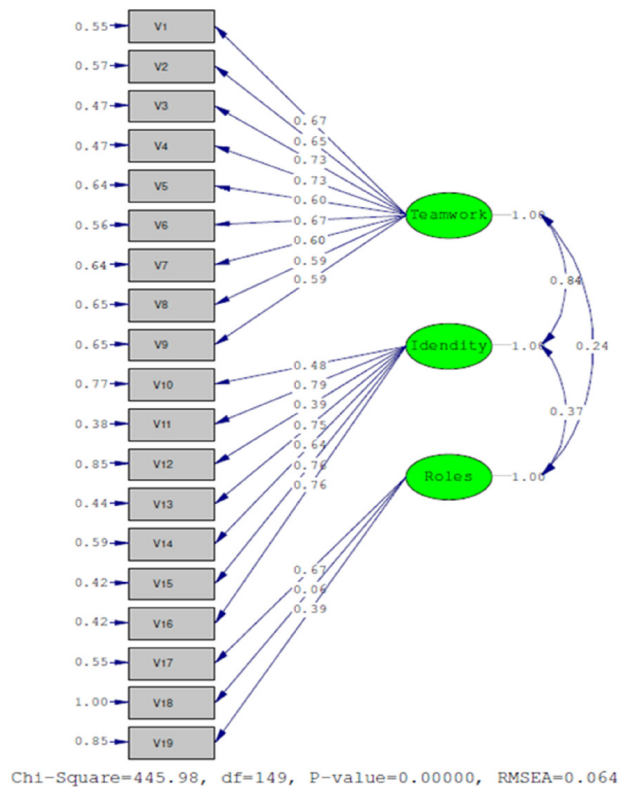 0.55 V1
0.57 V2
0.47 V3
0.47 V4
0.64 V5
0.56 V6
0.64 V7
0.65 V8
0.65 V9
0.77 V10
0.38 V11
0.85 V12
0.44 V13
0.59 V14
0.42 V15
0.42 V16
0.55 V17
1.00 V18
0.85 V19
0.67
0.65
0.73
0.73
0.60
0.67
0.60
0.59
0.59
0.48
0.79
0.39
0.75
0.64
0.76
0.76
0.67
0.06
0.39
Teamwork 1.00
Idendity 1.00
Roles 1.00
0.84
0.24
0.37
Chi-Square=445.98, df=149, P-value=0.00000, RMSEA=0.064